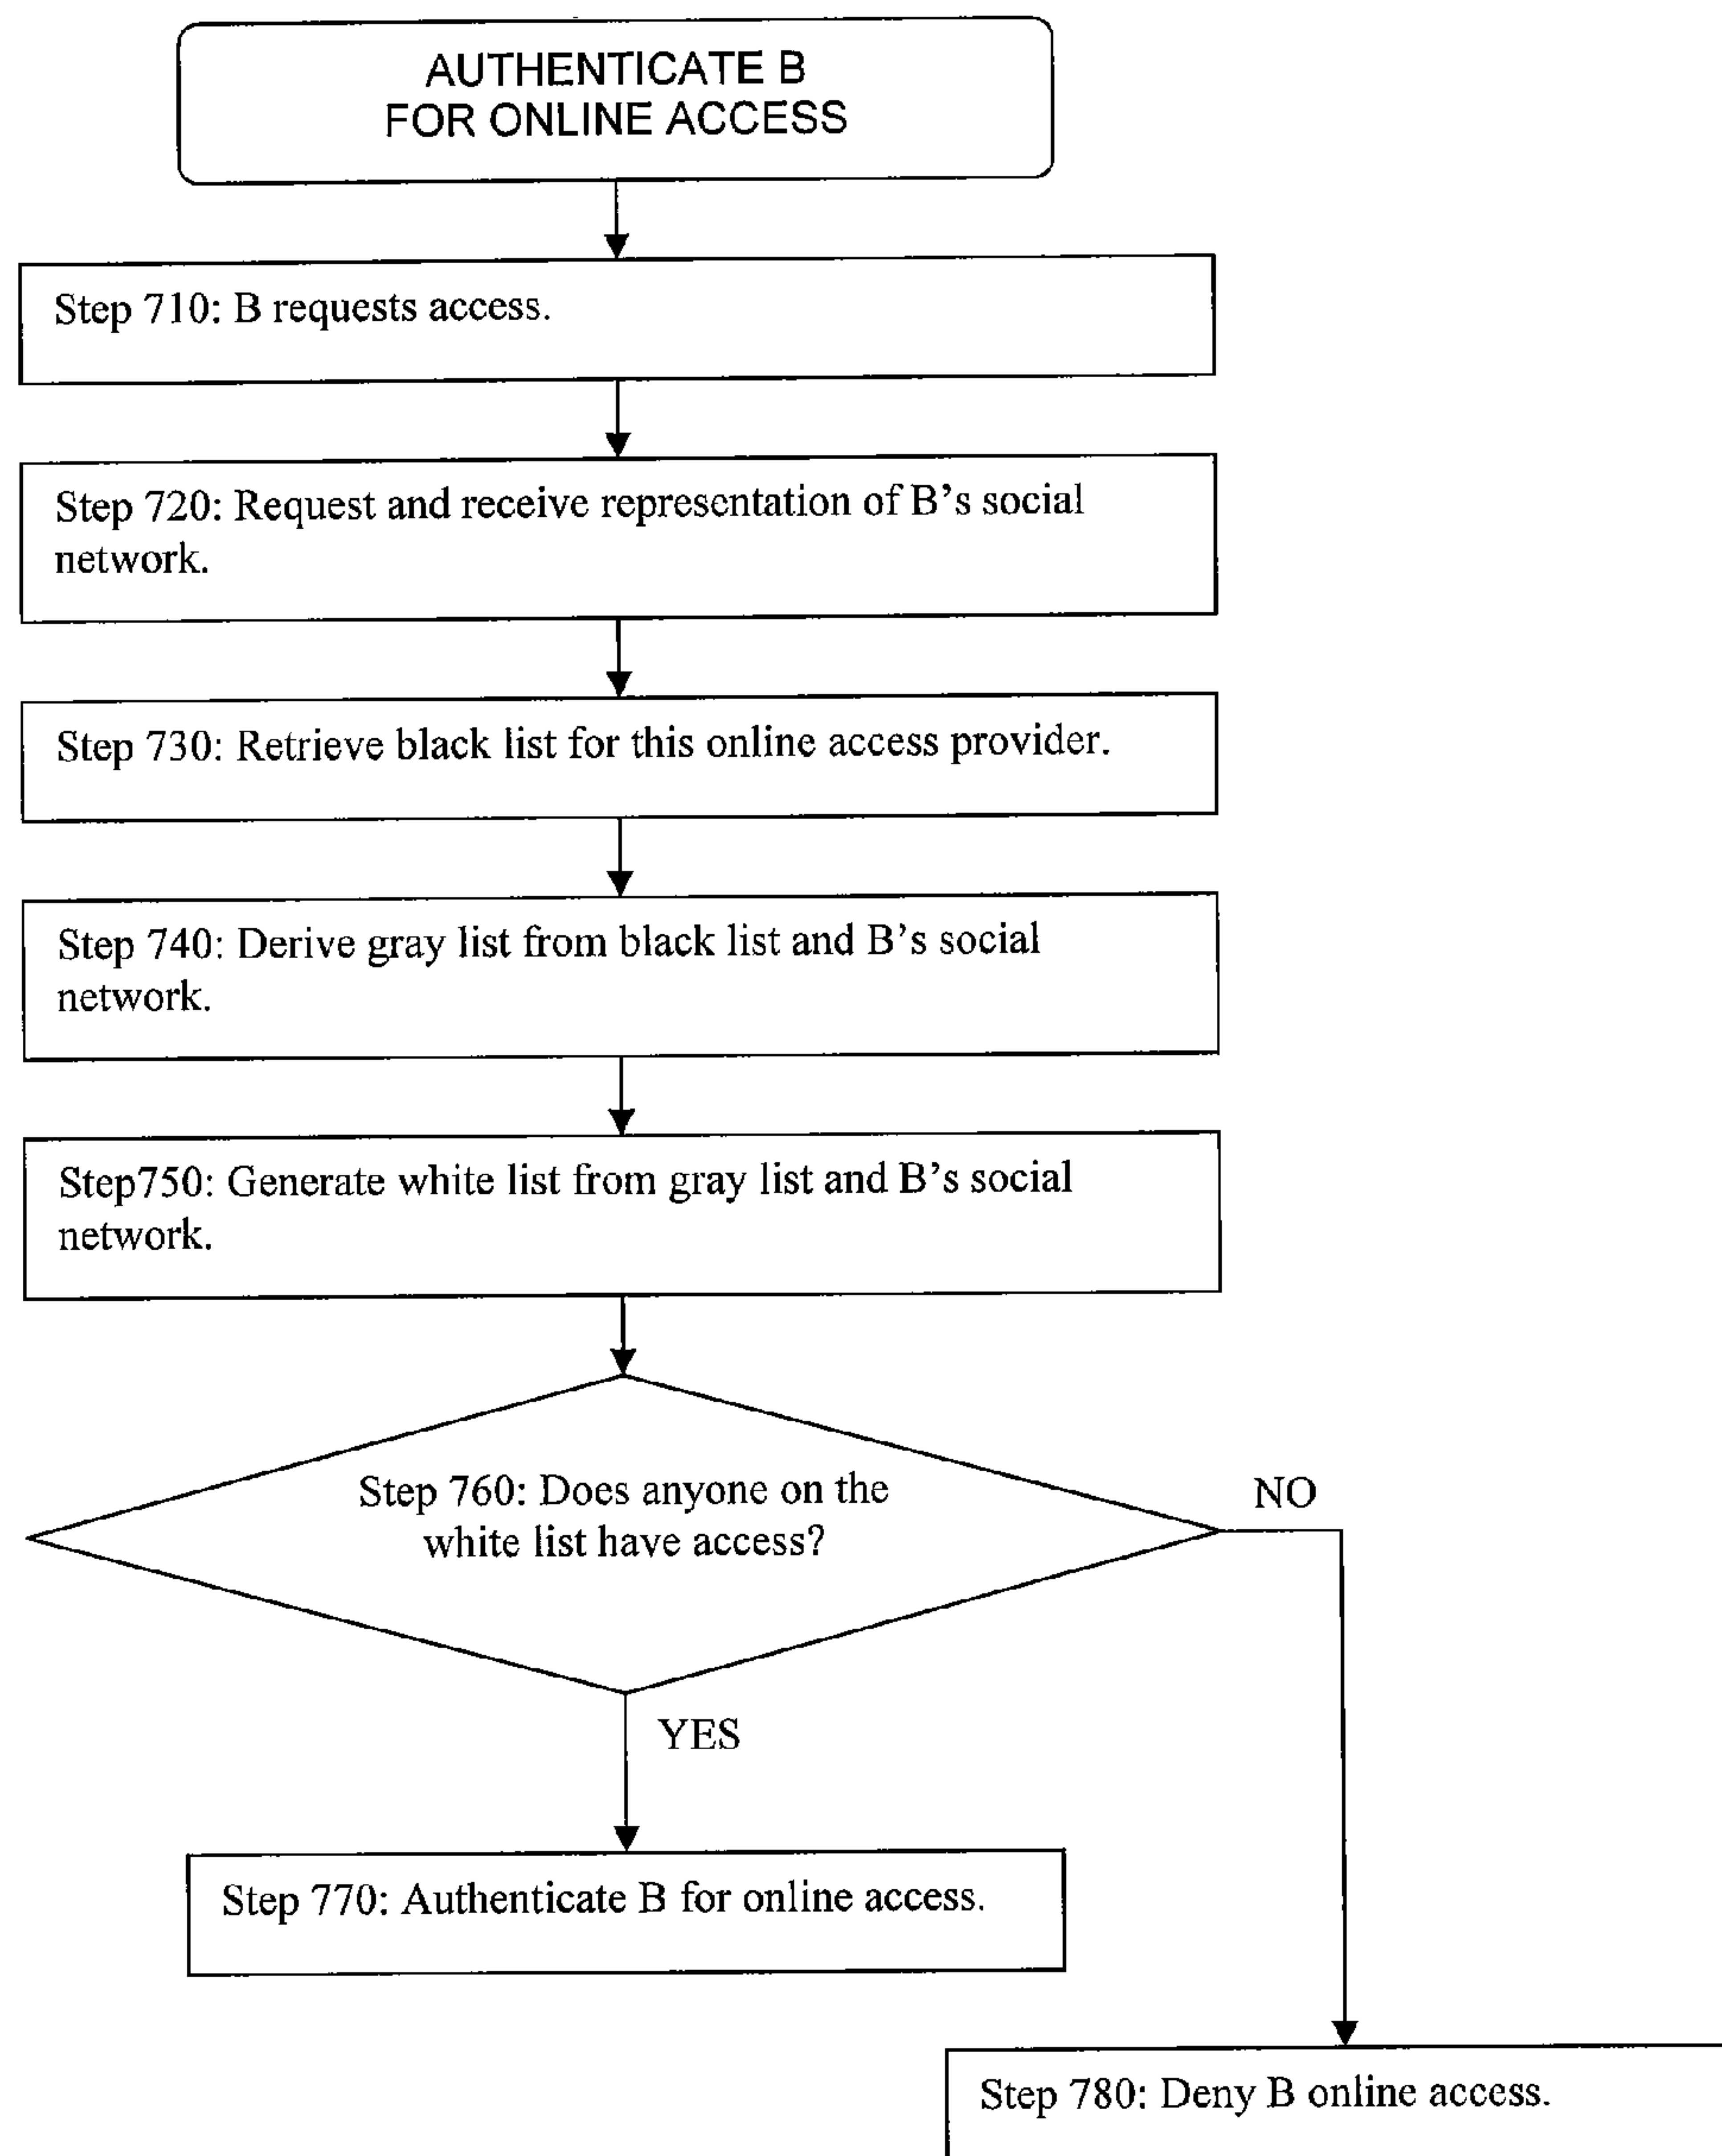 AUTHENTICATE B
FOR ONLINE ACCESS
Step 710: B requests access.
Step 720: Request and receive representation of B's social
network.
Step 730: Retrieve black list for this online access provider.
Step 740: Derive gray list from black list and B's social
network.
Step750: Generate white list from gray list and B's social
network.
Step 760: Does anyone on the
white list have access?
NO
YES
Step 770: Authenticate B for online access.
Step 780: Deny B online access.